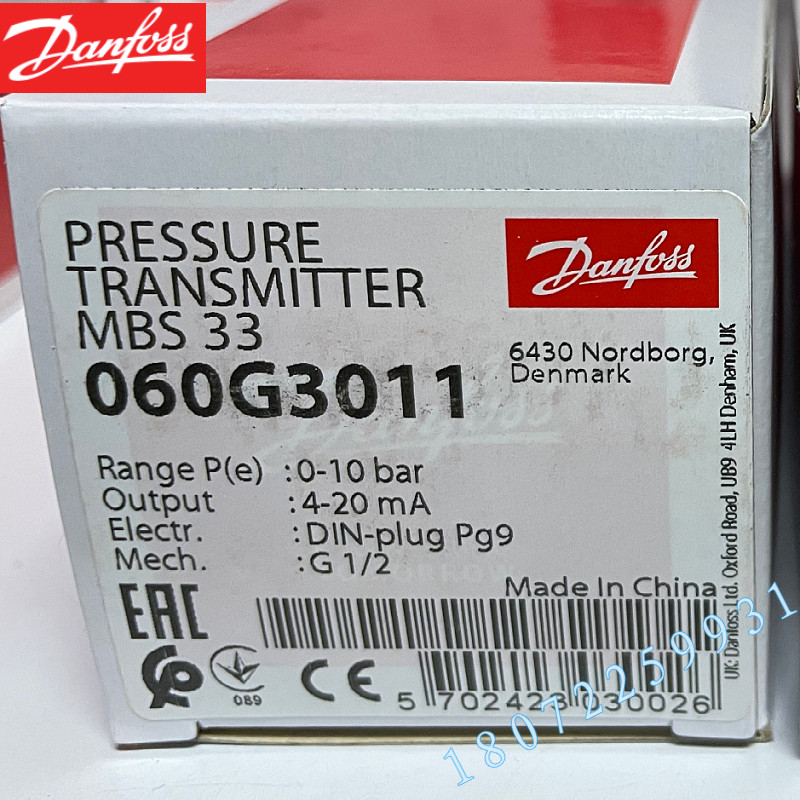 Danfoss
PRESSURE
TRANSMITTER
MBS 33
060G3011
Danfoss
6430 Nordborg,
Denmark
Range P(e) :0-10 bar
Output :4-20 mA
Electr. :DIN-plug Pg9
Mech. :G 1/2
Made In China
EAC
089
CE
5 702428 030026
UK: Danfoss Ltd. Oxford Road, UB9 4LH Denham, UK
18072259931